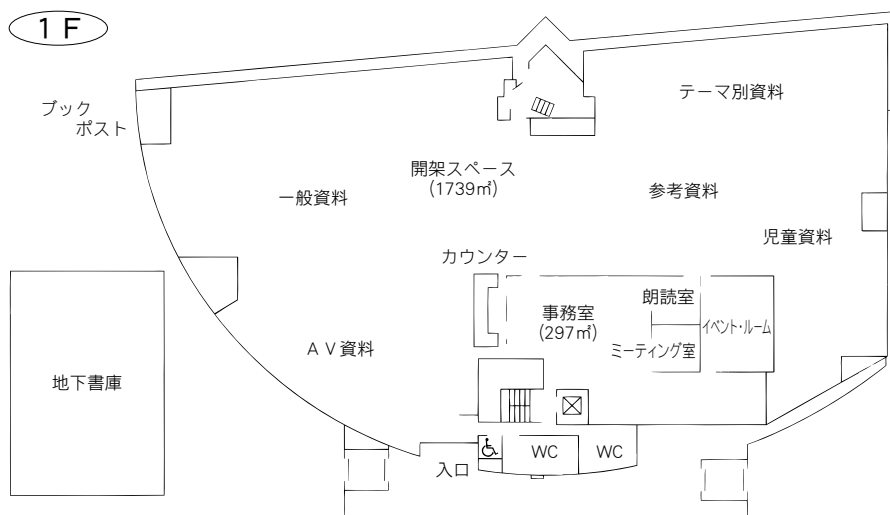 1F
テーマ別資料
ブック
ポスト
開架スペース
(1739㎡)
一般資料
参考資料
児童資料
カウンター
事務室
(297㎡)
朗読室
イベント・ルーム
ミーティング室
AV資料
地下書庫
WC
WC
入口